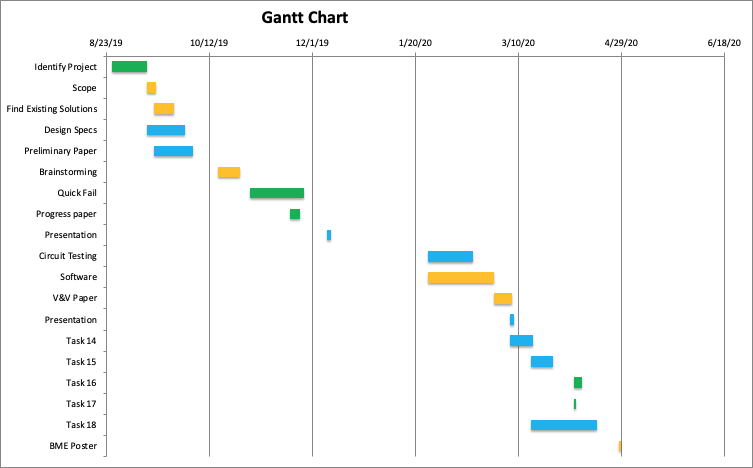 Gantt Chart
8/23/19 10/12/19 12/1/19 1/20/20 3/10/20 4/29/20 6/18/20
Identify Project
Scope
Find Existing Solutions
Design Specs
Preliminary Paper
Brainstorming
Quick Fail
Progress paper
Presentation
Circuit Testing
Software
V&V Paper
Presentation
Task 14
Task 15
Task 16
Task 17
Task 18
BME Poster